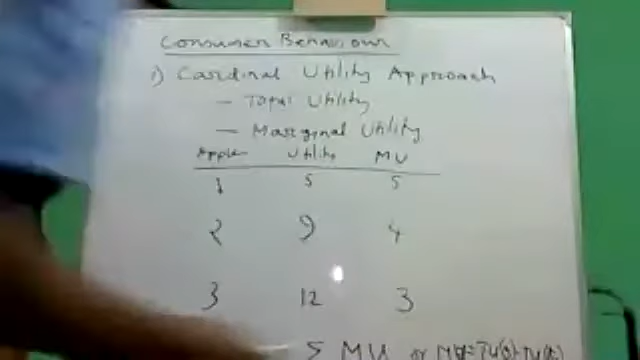 Consumer Behaviour
1) Cardinal Utility Approach
- Total Utility
- Marginal Utility
Apple Utility MU
1 5 5
2 9 4
3 12 3
Σ MU or